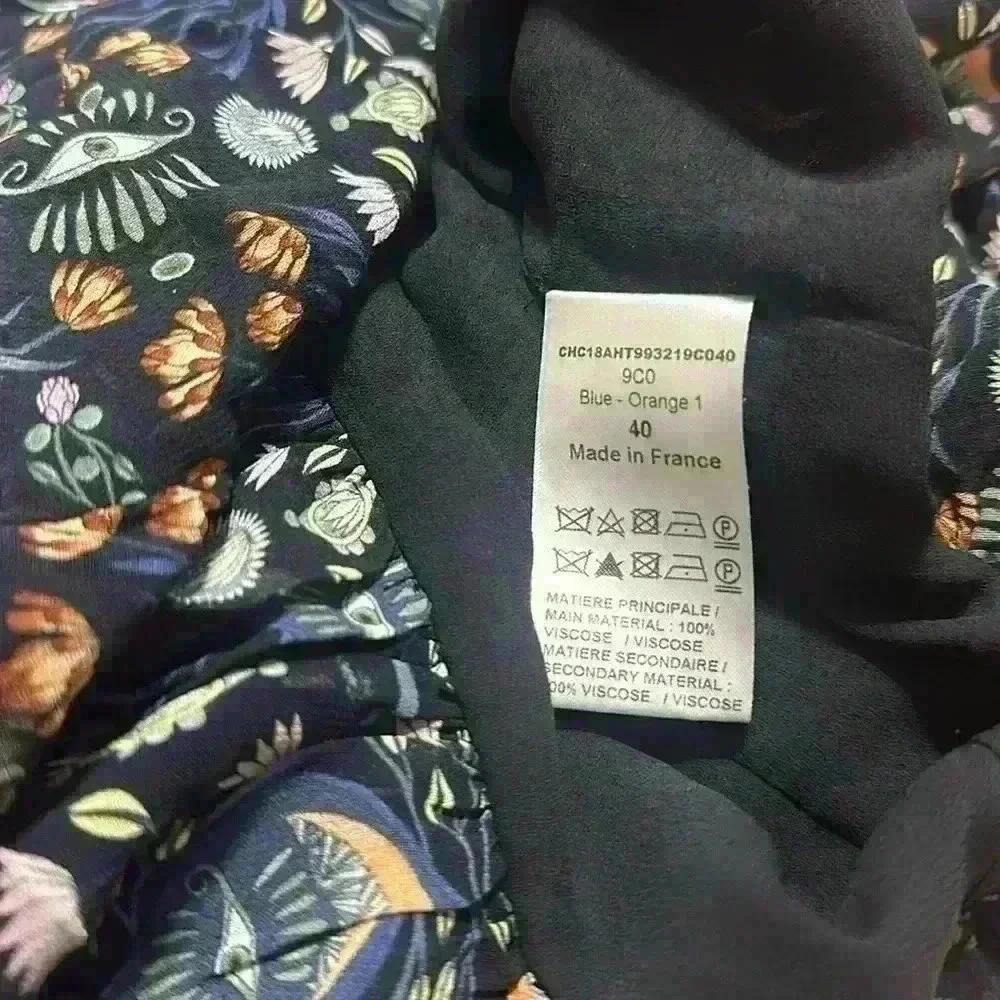 CHC18AHT993219C040
9C0
Blue - Orange 1
40
Made in France
P
P
MATIERE PRINCIPALE /
MAIN MATERIAL : 100%
VISCOSE / VISCOSE
MATIERE SECONDAIRE /
SECONDARY MATERIAL :
00% VISCOSE / VISCOSE